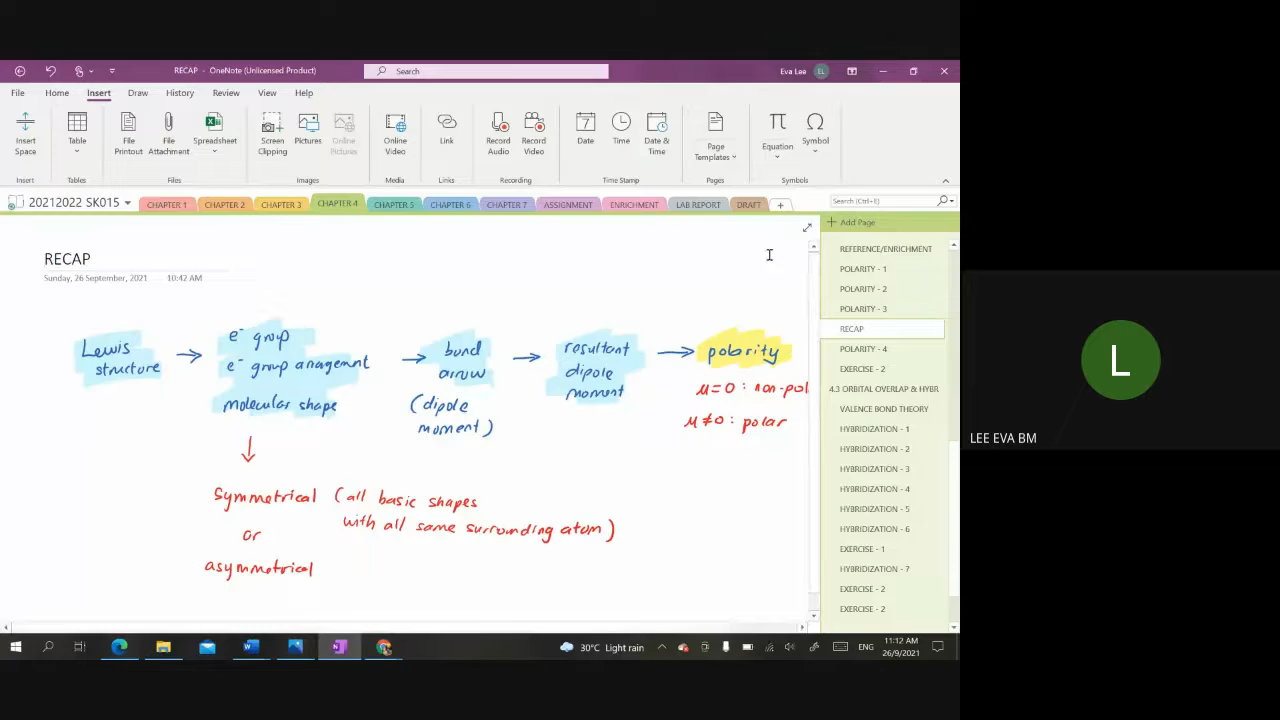 RECAP - OneNote (Unlicensed Product)
Search
Eva Lee
EL
File Home Insert Draw History Review View Help
Insert Space
Table
File Printout
File Attachment
Spreadsheet
Screen Clipping
Pictures
Online Pictures
Online Video
Link
Record Audio
Record Video
Date
Time
Date & Time
Page Templates
Equation
Symbol
Insert Tables Files Images Media Links Recording Time Stamp Pages Symbols
20212022 SK015
CHAPTER 1 CHAPTER 2 CHAPTER 3 CHAPTER 4 CHAPTER 5 CHAPTER 6 CHAPTER 7 ASSIGNMENT ENRICHMENT LAB REPORT DRAFT
Search (Ctrl+E)
Add Page
RECAP
Sunday, 26 September, 2021 10:42 AM
Lewis structure
e⁻ group
e⁻ group arrangement
molecular shape
bond arrow
(dipole moment)
resultant dipole moment
polarity
μ=0 : non-pol
μ≠0 : polar
Symmetrical (all basic shapes
with all same surrounding atom)
or
asymmetrical
REFERENCE/ENRICHMENT
POLARITY - 1
POLARITY - 2
POLARITY - 3
RECAP
POLARITY - 4
EXERCISE - 2
4.3 ORBITAL OVERLAP & HYBR
VALENCE BOND THEORY
HYBRIDIZATION - 1
HYBRIDIZATION - 2
HYBRIDIZATION - 3
HYBRIDIZATION - 4
HYBRIDIZATION - 5
HYBRIDIZATION - 6
EXERCISE - 1
HYBRIDIZATION - 7
EXERCISE - 2
EXERCISE - 2
L
LEE EVA BM
30°C Light rain
ENG
11:12 AM
26/9/2021